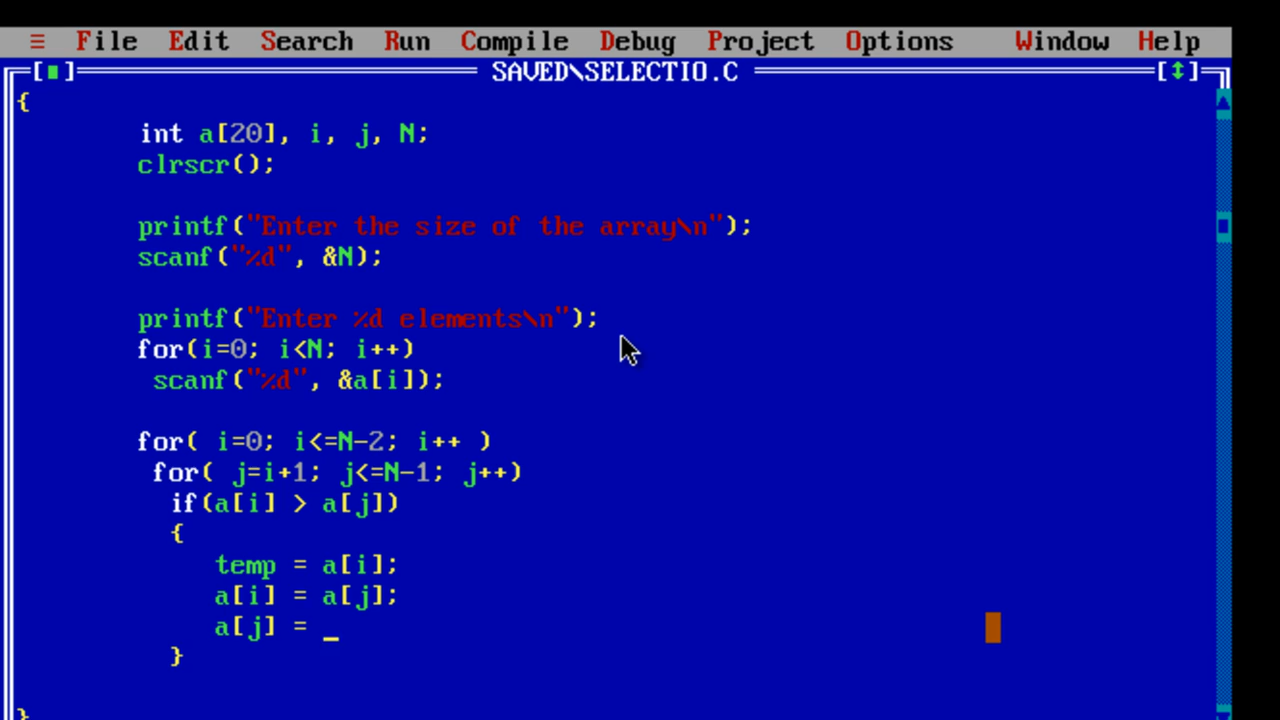 ≡ File Edit Search Run Compile Debug Project Options Window Help
[■] SAVED\SELECTIO.C [↕]
{
int a[20], i, j, N;
clrscr();
printf("Enter the size of the array\n");
scanf("%d", &N);
printf("Enter %d elements\n");
for(i=0; i<N; i++)
scanf("%d", &a[i]);
for( i=0; i<=N-2; i++ )
for( j=i+1; j<=N-1; j++)
if(a[i] > a[j])
{
temp = a[i];
a[i] = a[j];
a[j] = _
}
}